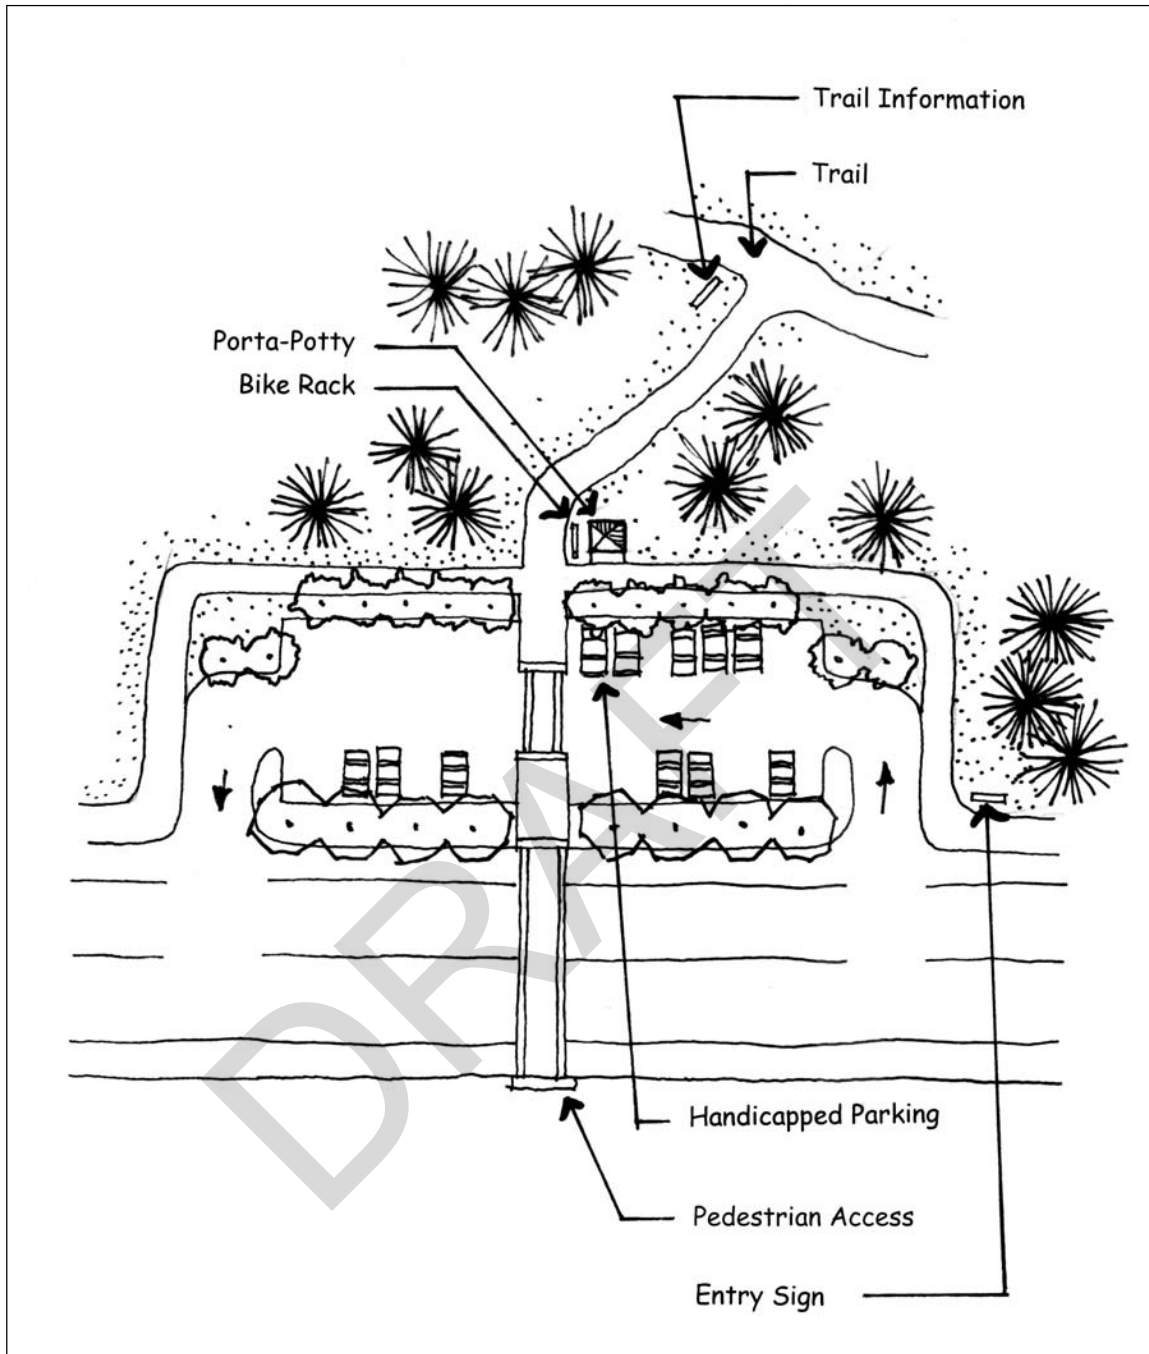 Trail Information
Trail
Porta-Potty
Bike Rack
DRAFT
Handicapped Parking
Pedestrian Access
Entry Sign